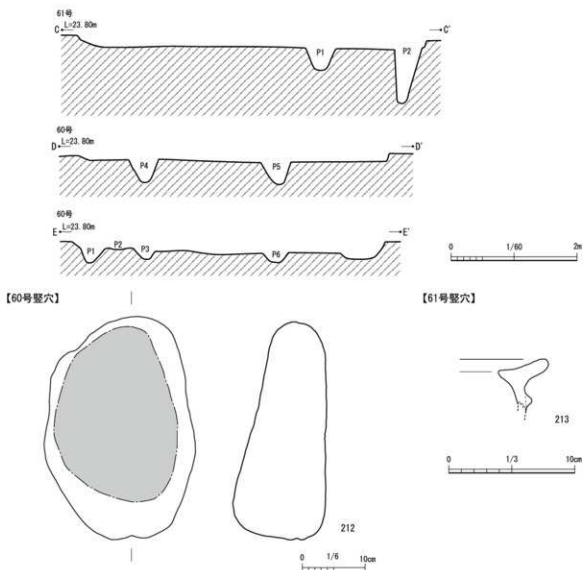 61号
C L=23.80m C'
P1 P2
60号
D L=23.80m D'
P4 P5
60号
E L=23.80m E'
P1 P2 P3 P6
0 1/60 2m
【60号竪穴】
212
0 1/6 10cm
【61号竪穴】
213
0 1/3 10cm